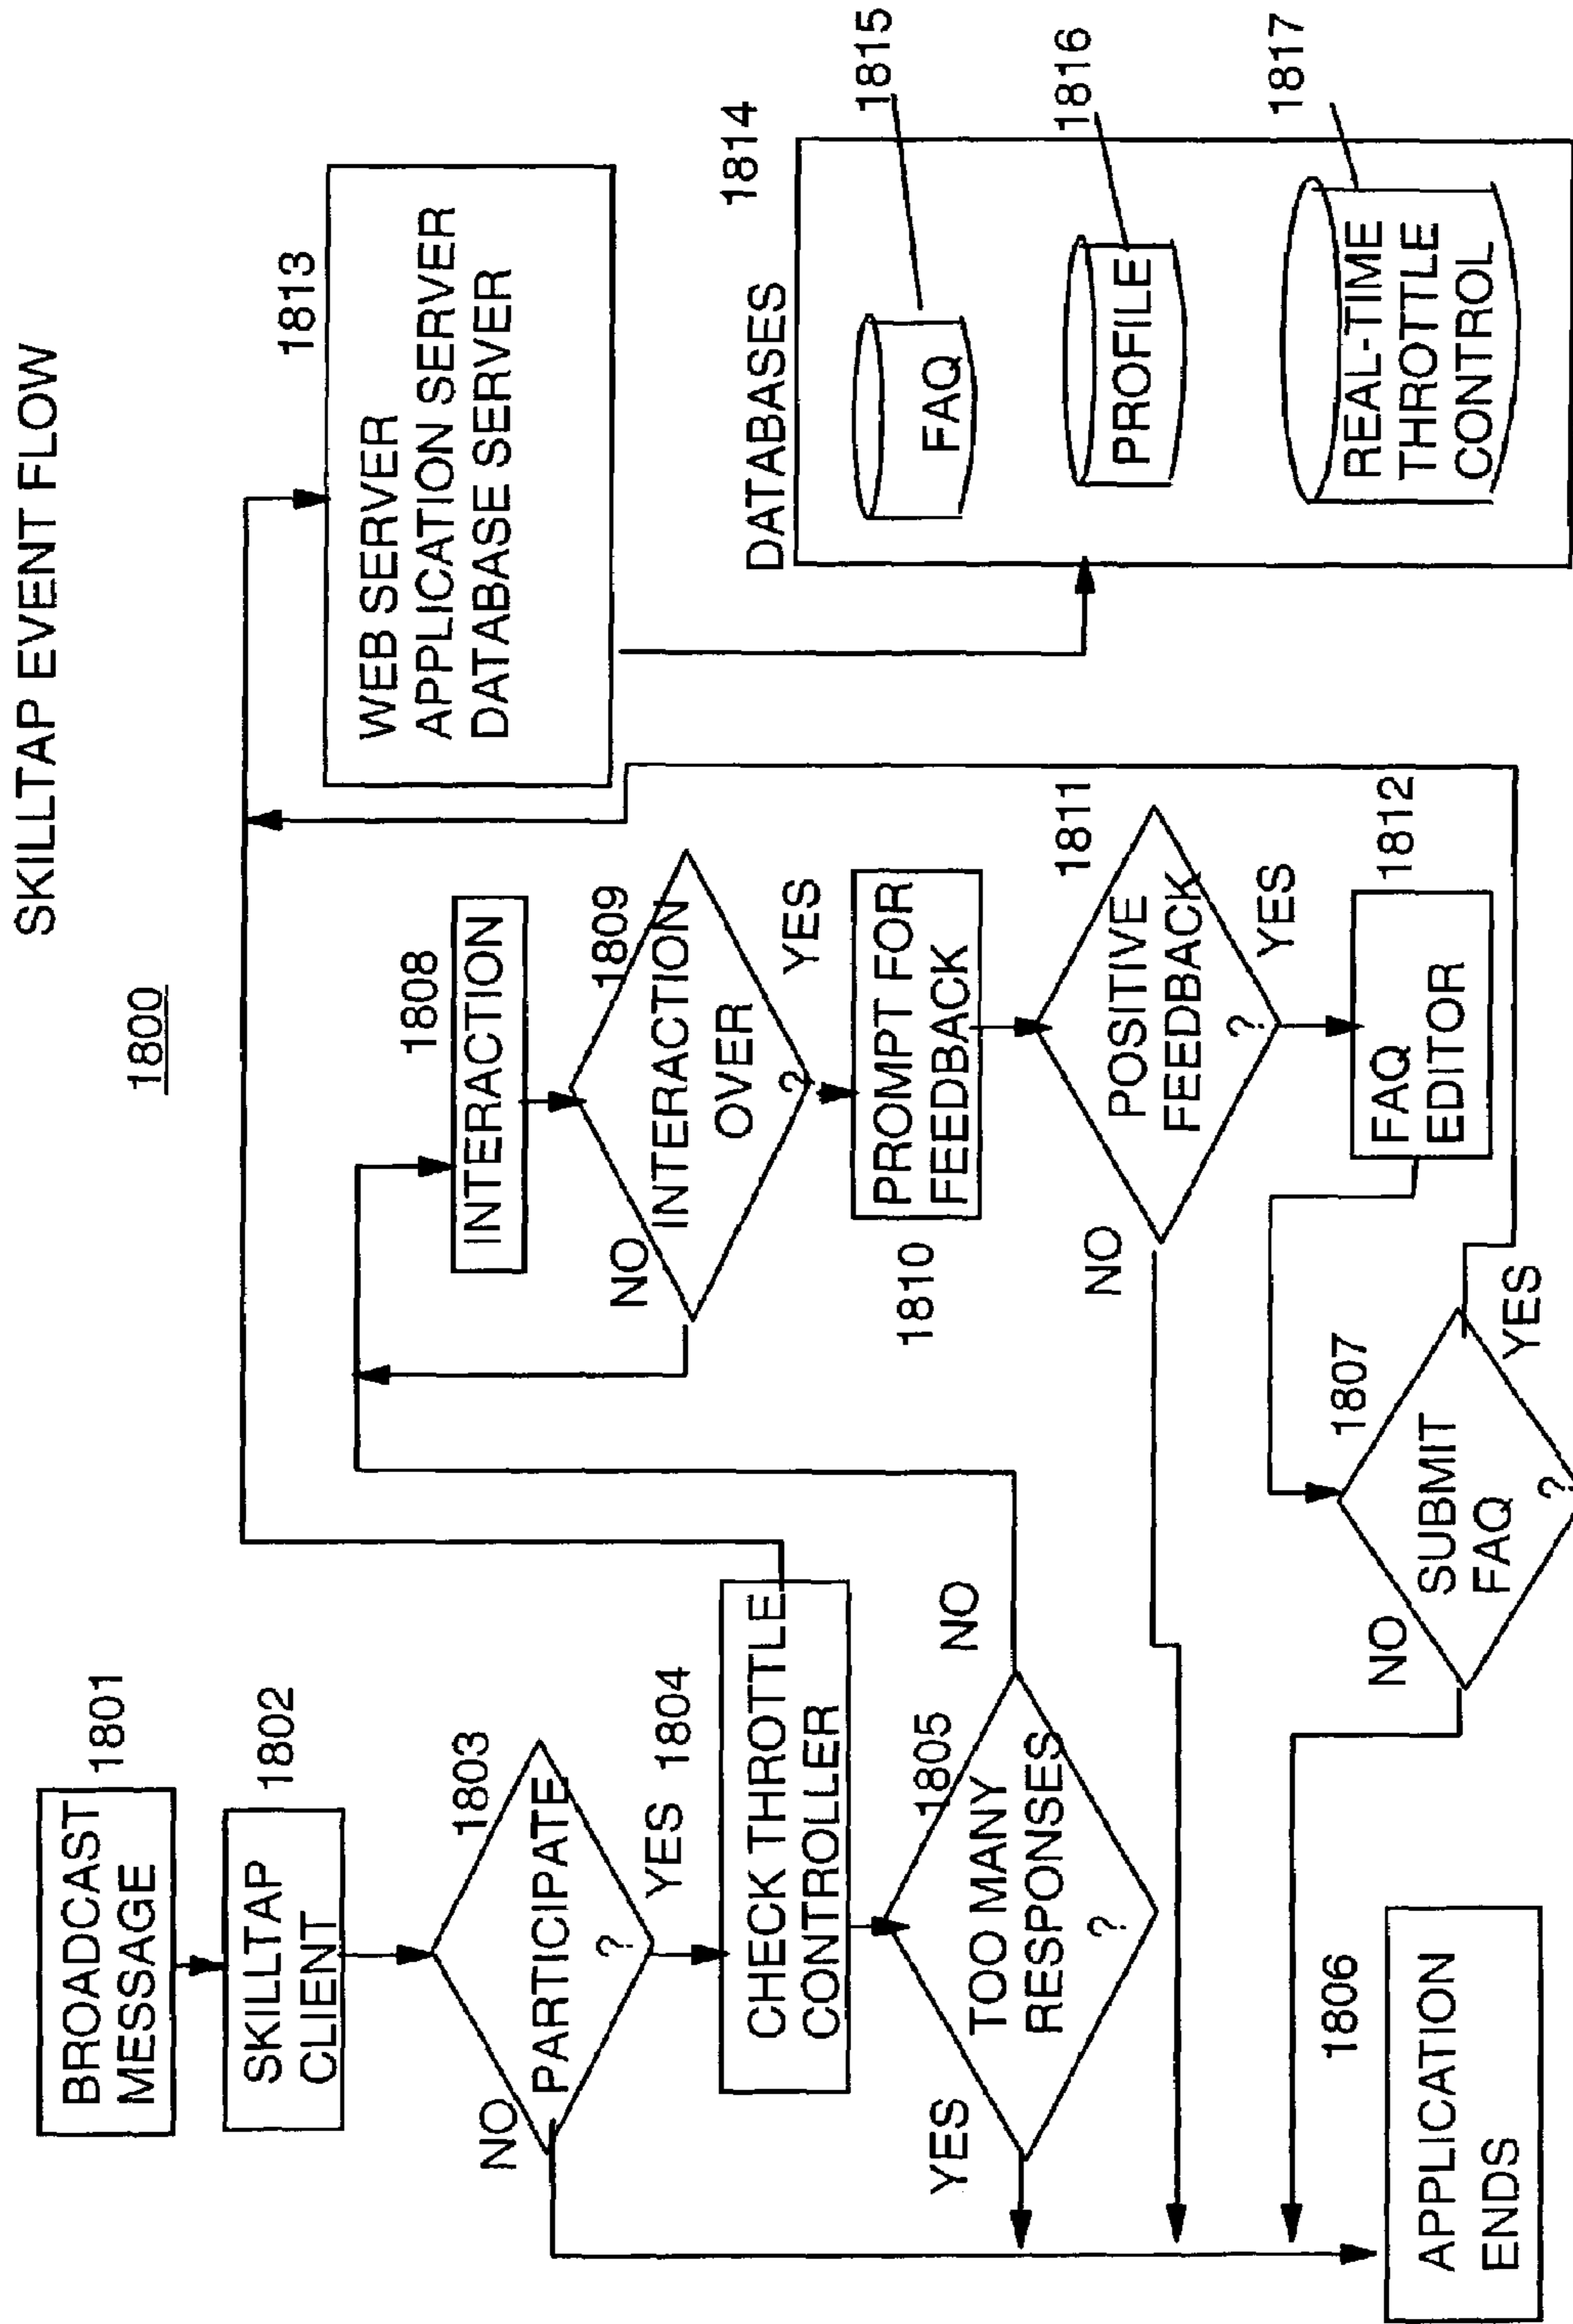 SKILLTAP EVENT FLOW
1800
BROADCAST
MESSAGE
1801
SKILLTAP
CLIENT
1802
1803
PARTICIPATE
?
NO
YES
1804
CHECK THROTTLE
CONTROLLER
1805
TOO MANY
RESPONSES
?
YES
NO
1806
APPLICATION
ENDS
1808
INTERACTION
1809
INTERACTION
OVER
?
NO
YES
1810
PROMPT FOR
FEEDBACK
1811
POSITIVE
FEEDBACK
?
NO
YES
1812
FAQ
EDITOR
1807
SUBMIT
FAQ
?
NO
YES
1813
WEB SERVER
APPLICATION SERVER
DATABASE SERVER
DATABASES
1814
FAQ
1815
PROFILE
1816
REAL-TIME
THROTTLE
CONTROL
1817